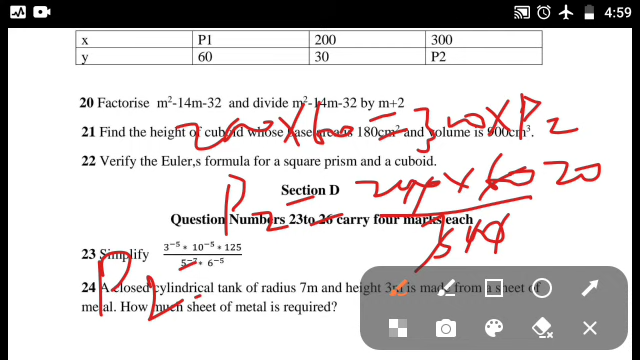 4:59
x P1 200 300
y 60 30 P2
20 Factorise m²-14m-32 and divide m²-14m-32 by m+2
21 Find the height of cuboid whose base area is 180cm² and volume is 900cm³.
200 × 60 = 300 × P2
22 Verify the Euler,s formula for a square prism and a cuboid.
Section D
P2 = 200 × 60 20
300
Question Numbers 23to 26 carry four marks each
23 Simplify 3⁻⁵ * 10⁻⁵ * 125
5⁻⁷ * 6⁻⁵
P2 =
24 A closed cylindrical tank of radius 7m and height 3m is made from a sheet of
metal. How much sheet of metal is required?